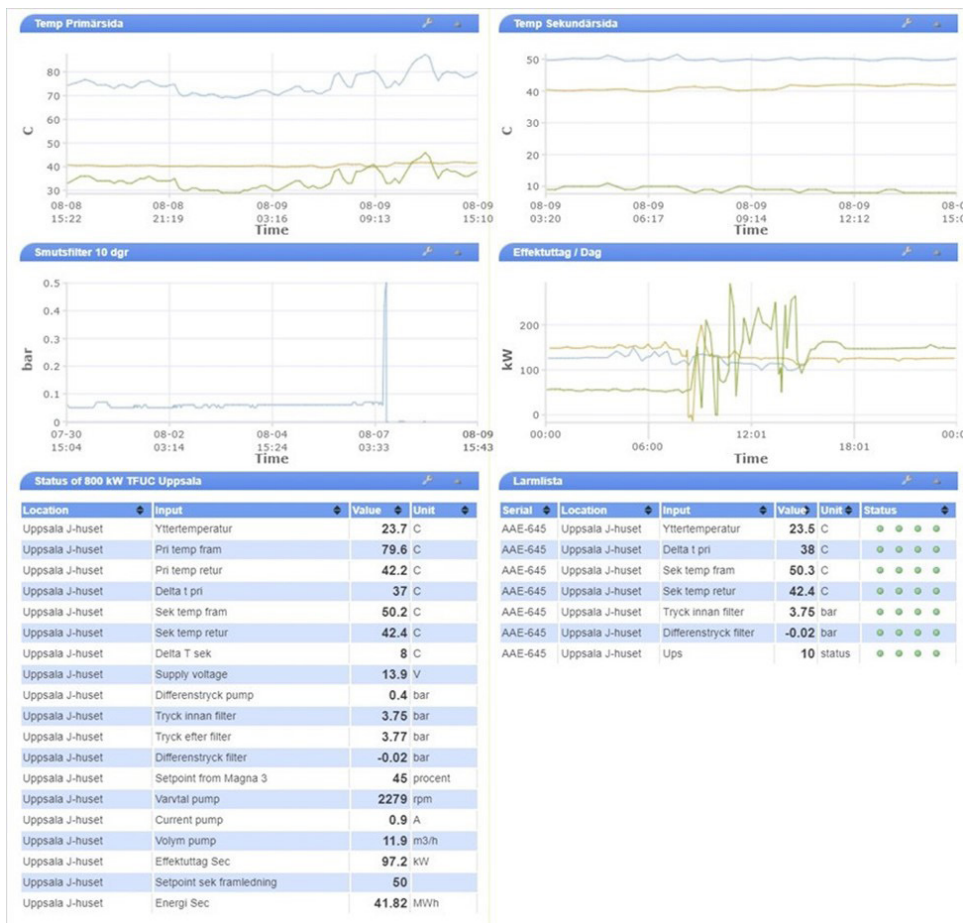 Temp Primärsida
80
70
60
50
40
30
C
08-08 08-08 08-09 08-09 08-09
15:22 21:19 03:16 09:13 15:10
Time
Temp Sekundärsida
50
40
30
20
10
C
08-09 08-09 08-09 08-09
03:20 06:17 09:14 12:12
Time
Smutsfilter 10 dgr
0.5
0.4
0.3
0.2
0.1
0
bar
07-30 08-02 08-04 08-07 08-09
15:04 03:14 15:24 03:33 15:43
Time
Effektuttag / Dag
200
100
0
kW
00:00 06:00 12:01 18:01
Time
Status of 800 kW TFUC Uppsala
Location Input Value Unit
Uppsala J-huset Yttertemperatur 23.7 C
Uppsala J-huset Pri temp fram 79.6 C
Uppsala J-huset Pri temp retur 42.2 C
Uppsala J-huset Delta t pri 37 C
Uppsala J-huset Sek temp fram 50.2 C
Uppsala J-huset Sek temp retur 42.4 C
Uppsala J-huset Delta T sek 8 C
Uppsala J-huset Supply voltage 13.9 V
Uppsala J-huset Differenstryck pump 0.4 bar
Uppsala J-huset Tryck innan filter 3.75 bar
Uppsala J-huset Tryck efter filter 3.77 bar
Uppsala J-huset Differenstryck filter -0.02 bar
Uppsala J-huset Setpoint from Magna 3 45 procent
Uppsala J-huset Varvtal pump 2279 rpm
Uppsala J-huset Current pump 0.9 A
Uppsala J-huset Volym pump 11.9 m3/h
Uppsala J-huset Effektuttag Sec 97.2 kW
Uppsala J-huset Setpoint sek framledning 50
Uppsala J-huset Energi Sec 41.82 MWh
Larmlista
Serial Location Input Value Unit Status
AAE-645 Uppsala J-huset Yttertemperatur 23.5 C
AAE-645 Uppsala J-huset Delta t pri 38 C
AAE-645 Uppsala J-huset Sek temp fram 50.3 C
AAE-645 Uppsala J-huset Sek temp retur 42.4 C
AAE-645 Uppsala J-huset Tryck innan filter 3.75 bar
AAE-645 Uppsala J-huset Differenstryck filter -0.02 bar
AAE-645 Uppsala J-huset Ups 10 status